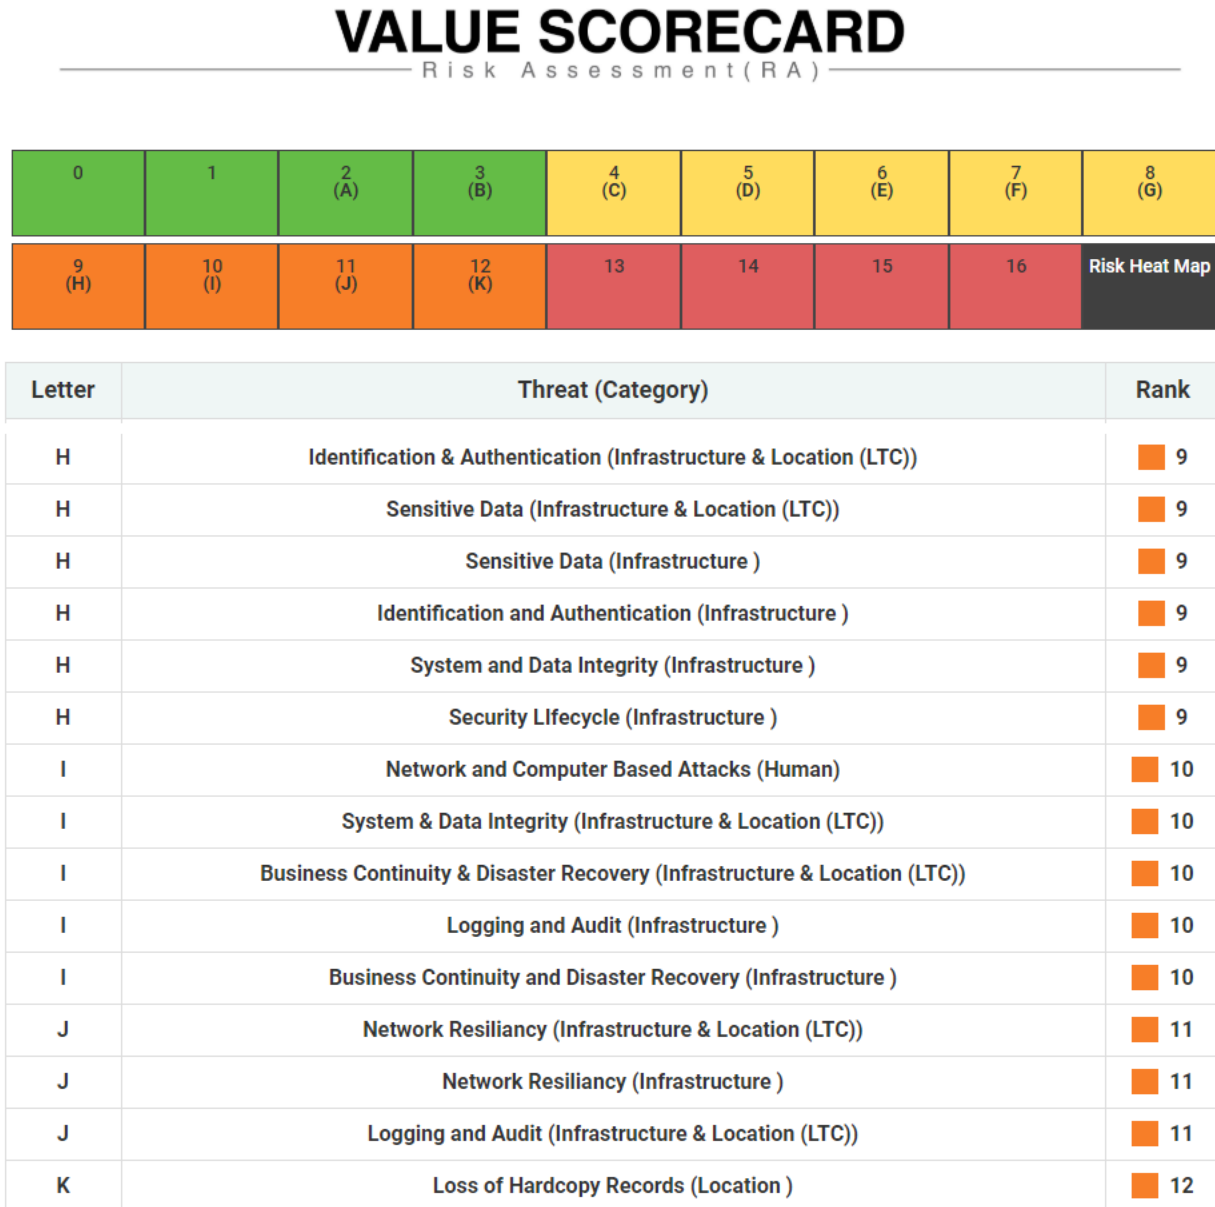 VALUE SCORECARD
Risk Assessment(RA)
0 1 2 3 4 5 6 7 8
(A) (B) (C) (D) (E) (F) (G)
9 10 11 12 13 14 15 16 Risk Heat Map
(H) (I) (J) (K)
Letter Threat (Category) Rank
H Identification & Authentication (Infrastructure & Location (LTC)) 9
H Sensitive Data (Infrastructure & Location (LTC)) 9
H Sensitive Data (Infrastructure ) 9
H Identification and Authentication (Infrastructure ) 9
H System and Data Integrity (Infrastructure ) 9
H Security LIfecycle (Infrastructure ) 9
I Network and Computer Based Attacks (Human) 10
I System & Data Integrity (Infrastructure & Location (LTC)) 10
I Business Continuity & Disaster Recovery (Infrastructure & Location (LTC)) 10
I Logging and Audit (Infrastructure ) 10
I Business Continuity and Disaster Recovery (Infrastructure ) 10
J Network Resiliancy (Infrastructure & Location (LTC)) 11
J Network Resiliancy (Infrastructure ) 11
J Logging and Audit (Infrastructure & Location (LTC)) 11
K Loss of Hardcopy Records (Location ) 12